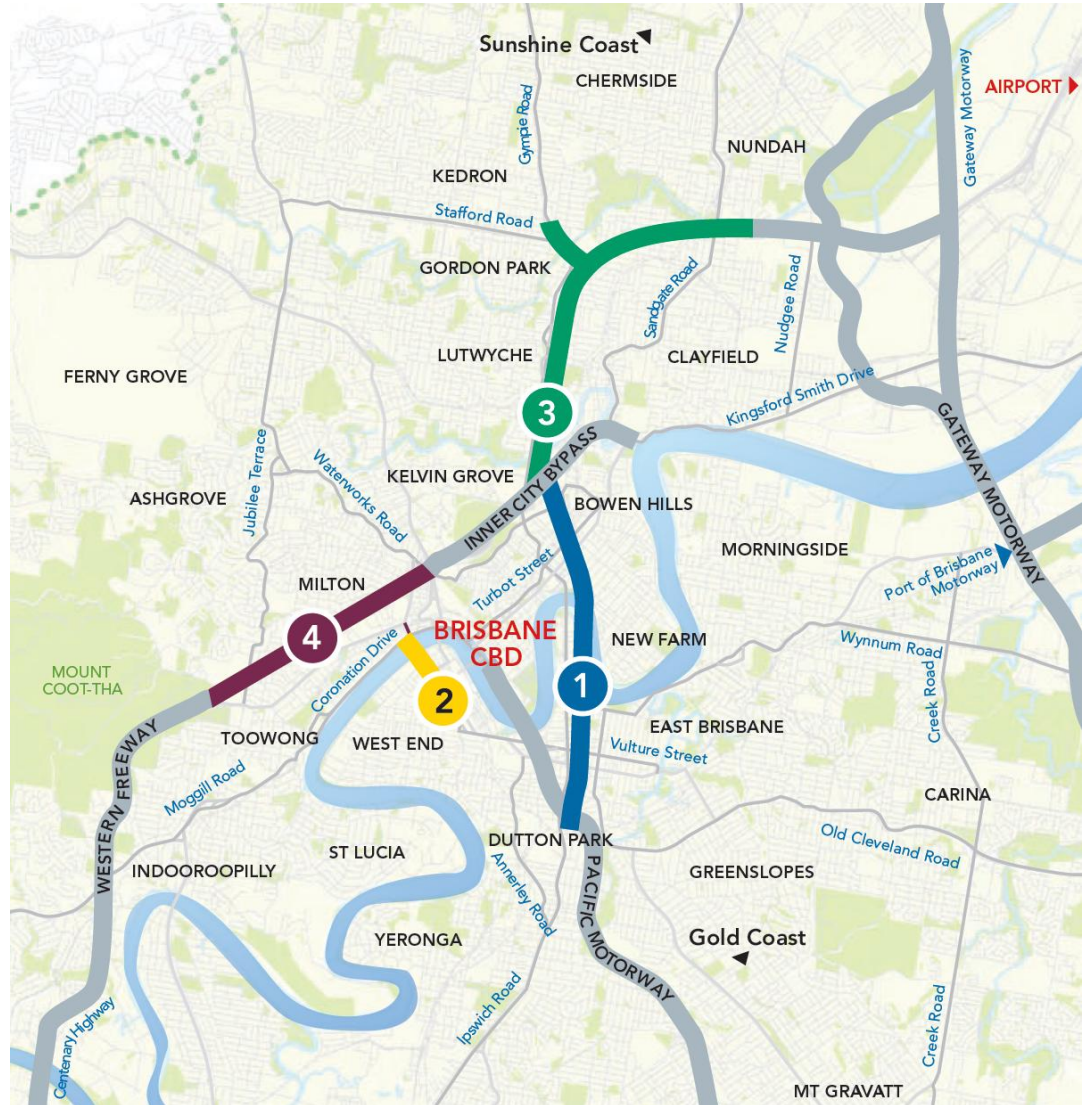 Sunshine Coast
CHERMSIDE
AIRPORT
Gateway Motorway
Gympie Road
NUNDAH
KEDRON
Stafford Road
GORDON PARK
Sandgate Road
Nudgee Road
LUTWYCHE
CLAYFIELD
FERNY GROVE
Kingsford Smith Drive
3
GATEWAY MOTORWAY
INNER CITY BYPASS
Jubilee Terrace
Waterworks Road
KELVIN GROVE
ASHGROVE
BOWEN HILLS
MORNINGSIDE
Port of Brisbane
Motorway
Turbot Street
MILTON
4
BRISBANE
CBD
NEW FARM
Wynnum Road
Coronation Drive
MOUNT
COOT-THA
1
2
Creek Road
EAST BRISBANE
TOOWONG
WEST END
Vulture Street
WESTERN FREEWAY
Moggill Road
CARINA
DUTTON PARK
Old Cleveland Road
ST LUCIA
INDOOROOPILLY
GREENSLOPES
Annerley Road
PACIFIC MOTORWAY
YERONGA
Gold Coast
Ipswich Road
Centenary Highway
Creek Road
MT GRAVATT